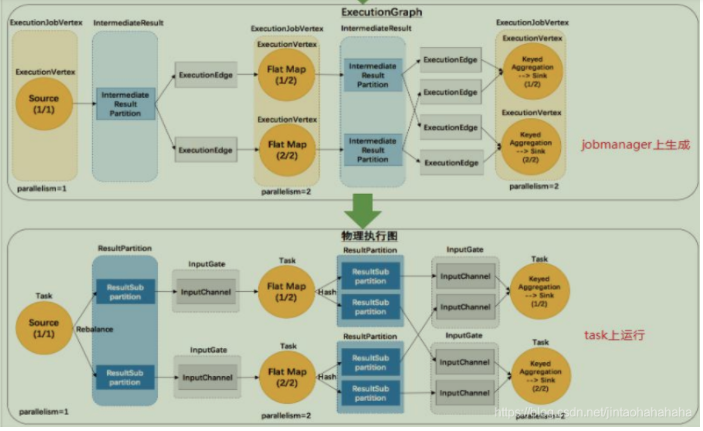 ExecutionGraph
ExecutionJobVertex
IntermediateResult
ExecutionJobVertex
IntermediateResult
ExecutionJobVertex
ExecutionVertex
Source
(1/1)
Intermediate
Result
Partition
ExecutionEdge
ExecutionEdge
ExecutionVertex
Flat Map
(1/2)
ExecutionVertex
Flat Map
(2/2)
Intermediate
Result
Partition
Intermediate
Result
Partition
ExecutionEdge
ExecutionEdge
ExecutionEdge
ExecutionEdge
ExecutionVertex
Keyed
Aggregation
--> Sink
(1/2)
ExecutionVertex
Keyed
Aggregation
--> Sink
(2/2)
jobmanager上生成
parallelism=1
parallelism=2
parallelism=2
物理执行图
Task
Source
(1/1)
Rebalance
ResultPartition
ResultSub
partition
ResultSub
partition
InputGate
InputChannel
InputGate
InputChannel
Task
Flat Map
(1/2)
Hash
Task
Flat Map
(2/2)
Hash
ResultPartition
ResultSub
partition
ResultSub
partition
ResultPartition
ResultSub
partition
ResultSub
partition
InputGate
InputChannel
InputChannel
InputGate
InputChannel
InputChannel
Task
Keyed
Aggregation
--> Sink
(1/2)
Task
Keyed
Aggregation
--> Sink
(2/2)
task上运行
parallelism=1
parallelism=2
parallelism=2